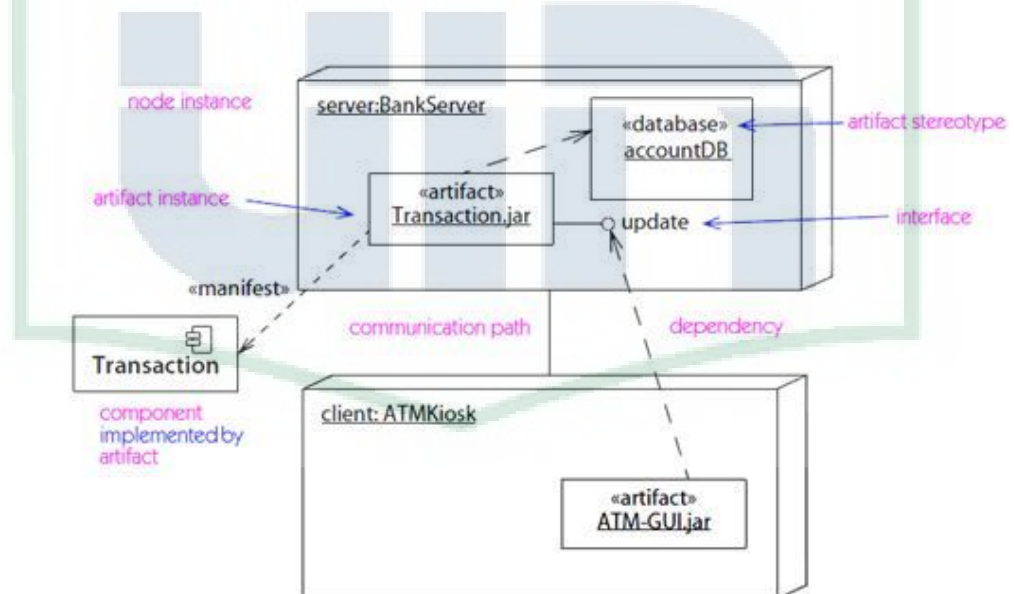 node instance
server:BankServer
«database»
accountDB
artifact stereotype
artifact instance
«artifact»
Transaction.jar
update
interface
«manifest»
communication path
dependency
Transaction
component
implemented by
artifact
client: ATMKiosk
«artifact»
ATM-GUI.jar